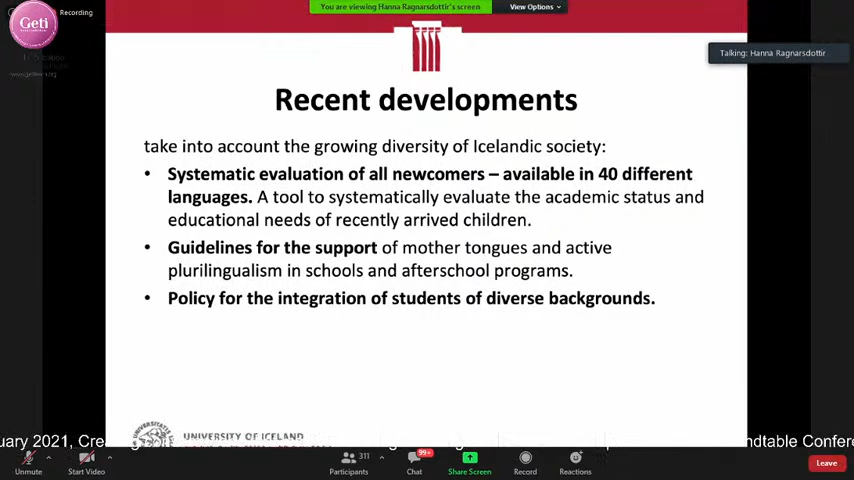 Geti
Recording
You are viewing Hanna Ragnarsdottir's screen
View Options
Talking: Hanna Ragnarsdottir
Recent developments
take into account the growing diversity of Icelandic society:
• Systematic evaluation of all newcomers – available in 40 different
languages. A tool to systematically evaluate the academic status and
educational needs of recently arrived children.
• Guidelines for the support of mother tongues and active
plurilingualism in schools and afterschool programs.
• Policy for the integration of students of diverse backgrounds.
UNIVERSITY OF ICELAND
uary 2021, Cre
ndtable Confere
311
99+
Unmute
Start Video
Participants
Chat
Share Screen
Record
Reactions
Leave